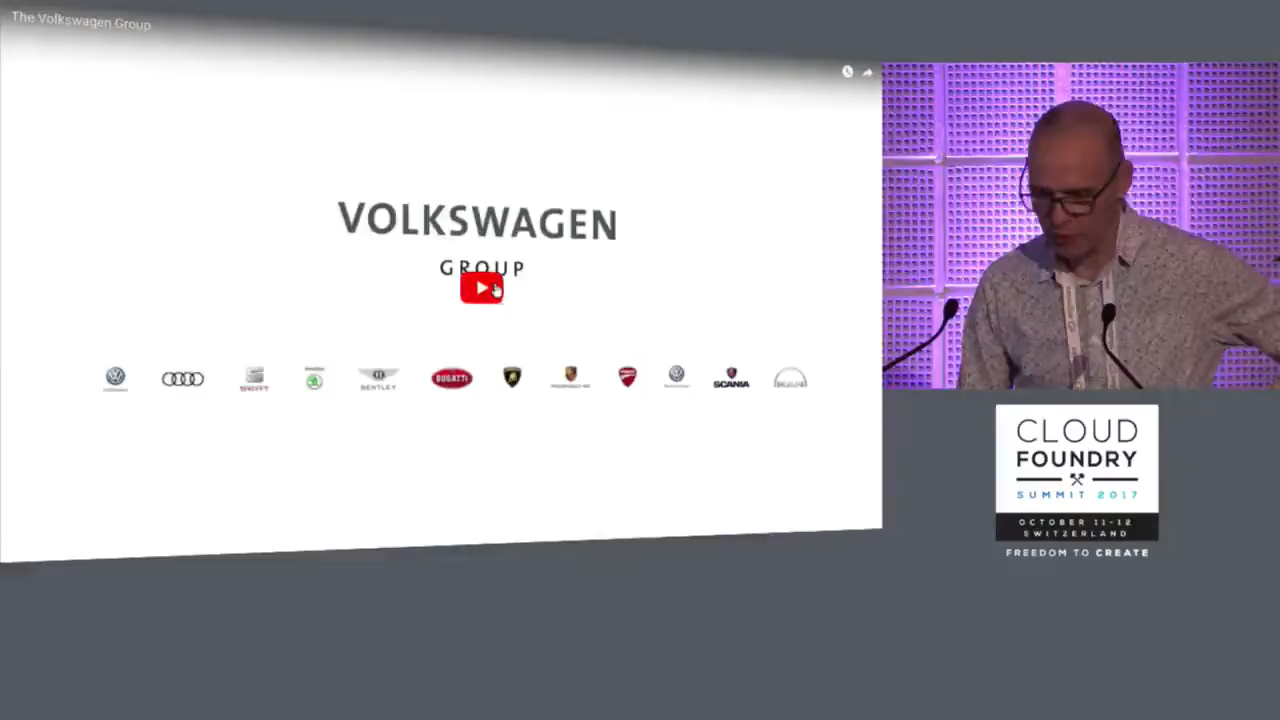 The Volkswagen Group
VOLKSWAGEN
GROUP
BENTLEY
BUGATTI
SCANIA
CLOUD
FOUNDRY
SUMMIT 2017
OCTOBER 11-12
SWITZERLAND
FREEDOM TO CREATE